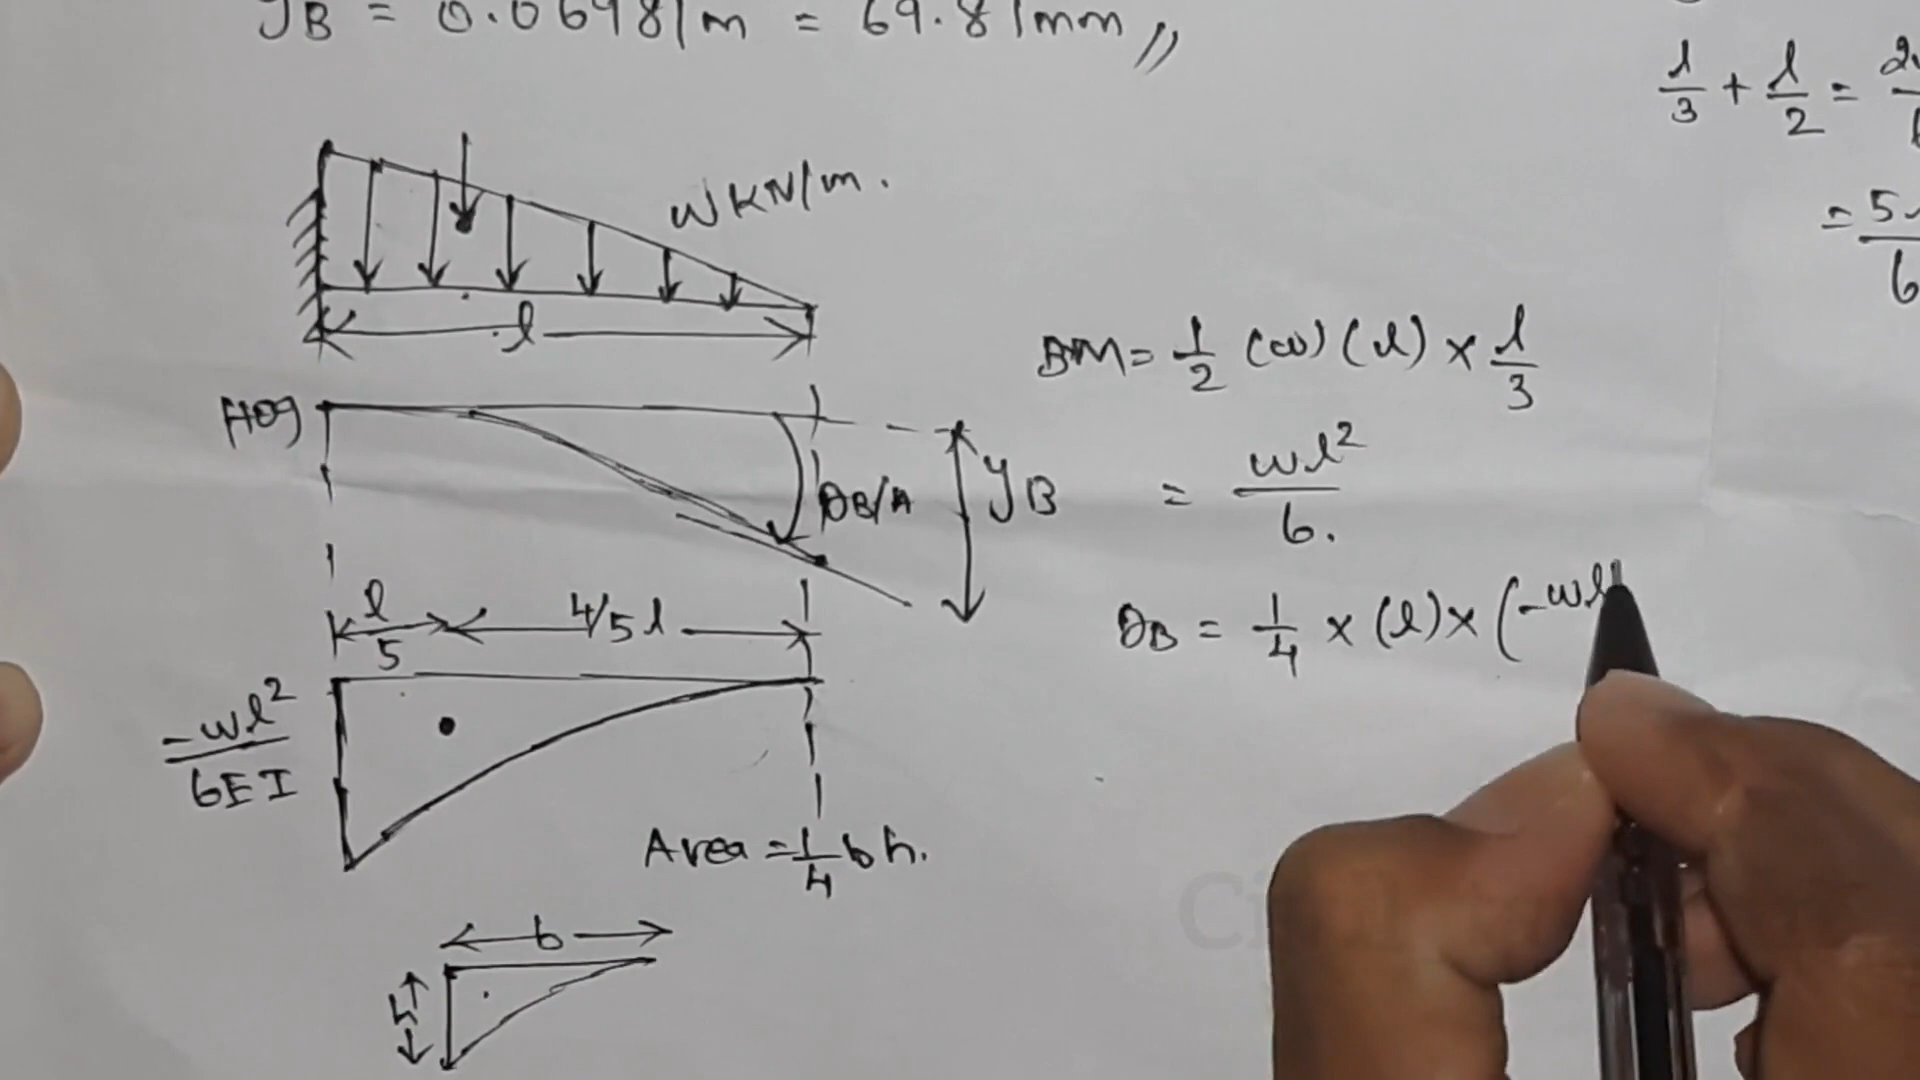 yB = 0.06981m = 69.81mm //
l/3 + l/2 =
= 5
6
w KN/m.
l
BM = 1/2 (w) (l) × l/3
= wl²/6.
Hog
θB/A
yB
θB = 1/4 × (l) × (-wl
l/5
4/5 l
-wl²/6EI
Area = 1/4 bh.
b
h